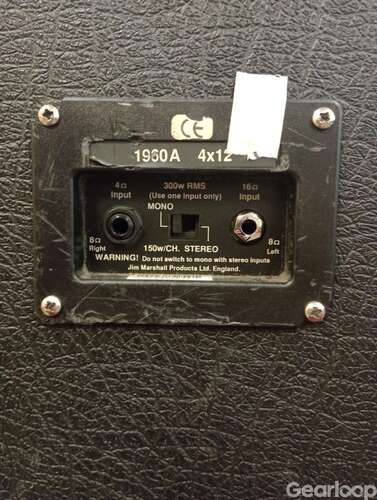 CE
1960A 4x12"
4Ω 300w RMS 16Ω
Input (Use one input only) Input
MONO
8Ω 8Ω
Right 150w/CH. STEREO Left
WARNING! Do not switch to mono with stereo inputs
Jim Marshall Products Ltd. England.
Gearloop